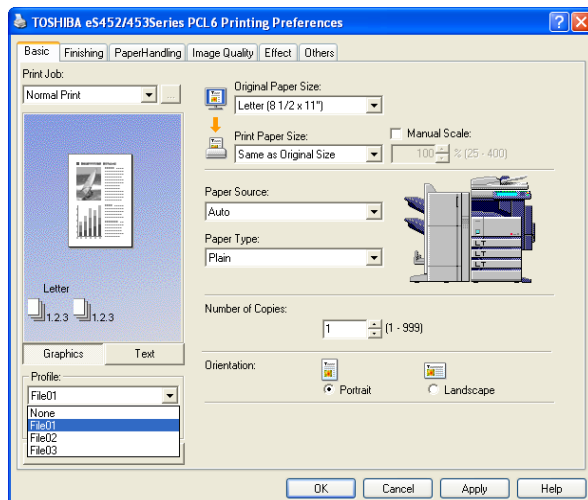 TOSHIBA eS452/453Series PCL6 Printing Preferences
Basic Finishing PaperHandling Image Quality Effect Others
Print Job:
Normal Print
...
Original Paper Size:
Letter (8 1/2 x 11")
Print Paper Size:
Same as Original Size
Manual Scale:
100 % (25 - 400)
Paper Source:
Auto
Paper Type:
Plain
LT
LT
LT
Letter
1.2.3 1.2.3
Graphics Text
Number of Copies:
1 (1 - 999)
Orientation:
Portrait Landscape
Profile:
File01
None
File01
File02
File03
OK Cancel Apply Help